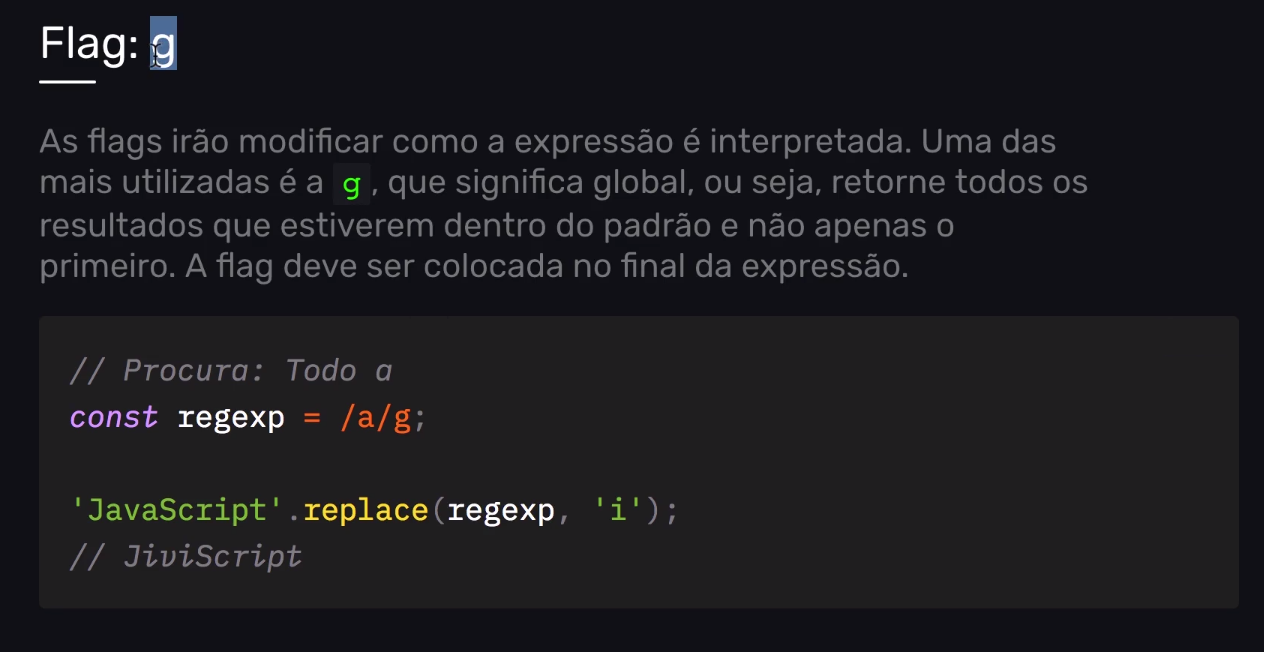 Flag: g
As flags irão modificar como a expressão é interpretada. Uma das
mais utilizadas é a g, que significa global, ou seja, retorne todos os
resultados que estiverem dentro do padrão e não apenas o
primeiro. A flag deve ser colocada no final da expressão.
// Procura: Todo a
const regexp = /a/g;
'JavaScript'.replace(regexp, 'i');
// JiviScript